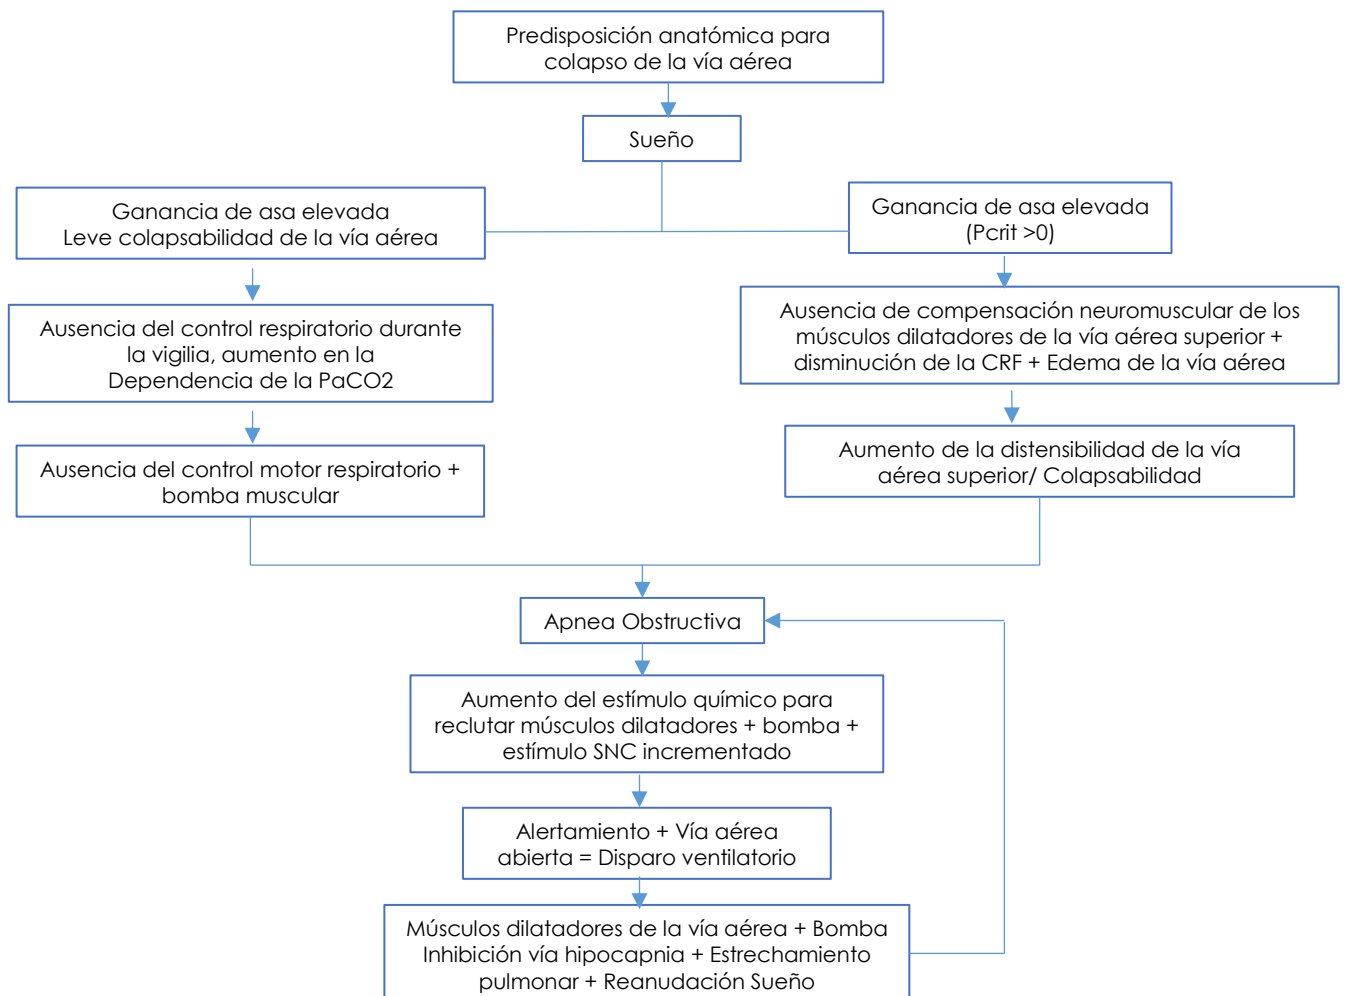 Predisposición anatómica para
colapso de la vía aérea
Sueño
Ganancia de asa elevada
Leve colapsabilidad de la vía aérea
Ganancia de asa elevada
(Pcrit >0)
Ausencia del control respiratorio durante
la vigilia, aumento en la
Dependencia de la PaCO2
Ausencia de compensación neuromuscular de los
músculos dilatadores de la vía aérea superior +
disminución de la CRF + Edema de la vía aérea
Ausencia del control motor respiratorio +
bomba muscular
Aumento de la distensibilidad de la vía
aérea superior/ Colapsabilidad
Apnea Obstructiva
Aumento del estímulo químico para
reclutar músculos dilatadores + bomba +
estímulo SNC incrementado
Alertamiento + Vía aérea
abierta = Disparo ventilatorio
Músculos dilatadores de la vía aérea + Bomba
Inhibición vía hipocapnia + Estrechamiento
pulmonar + Reanudación Sueño